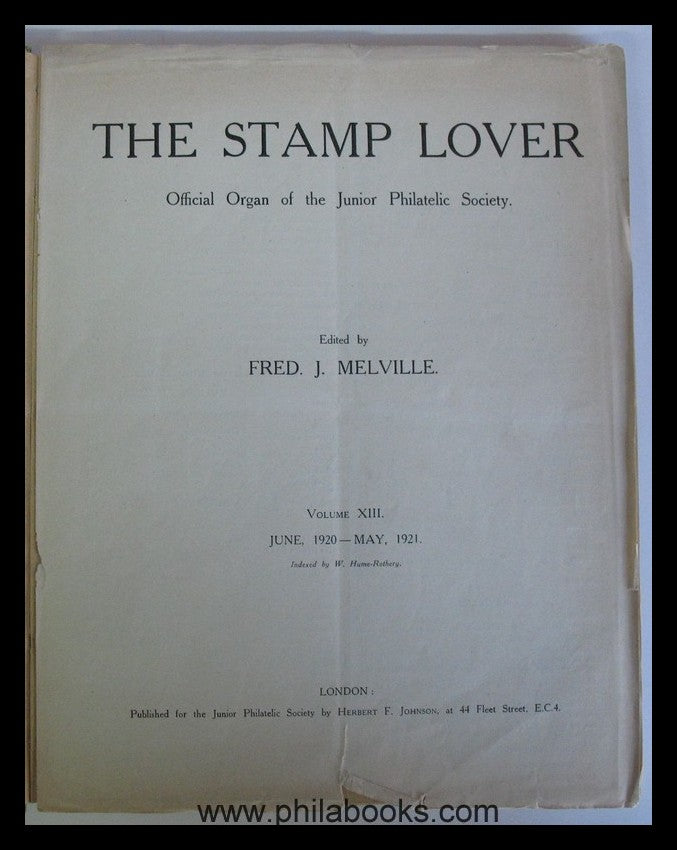 THE STAMP LOVER
Official Organ of the Junior Philatelic Society.
Edited by
FRED. J. MELVILLE.
VOLUME XIII.
JUNE, 1920—MAY, 1921.
Indexed by W. Hume-Rothery.
LONDON:
Published for the Junior Philatelic Society by HERBERT F. JOHNSON, at 44 Fleet Street, E.C.4.
www.philabooks.com